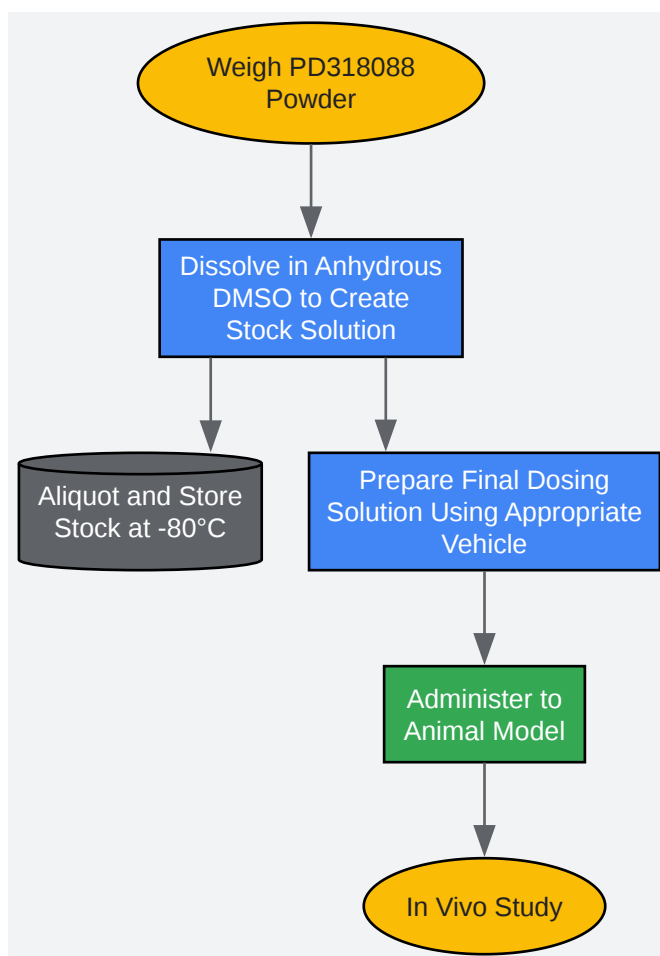 Weigh PD318088
Powder
Dissolve in Anhydrous
DMSO to Create
Stock Solution
Aliquot and Store
Stock at -80°C
Prepare Final Dosing
Solution Using Appropriate
Vehicle
Administer to
Animal Model
In Vivo Study